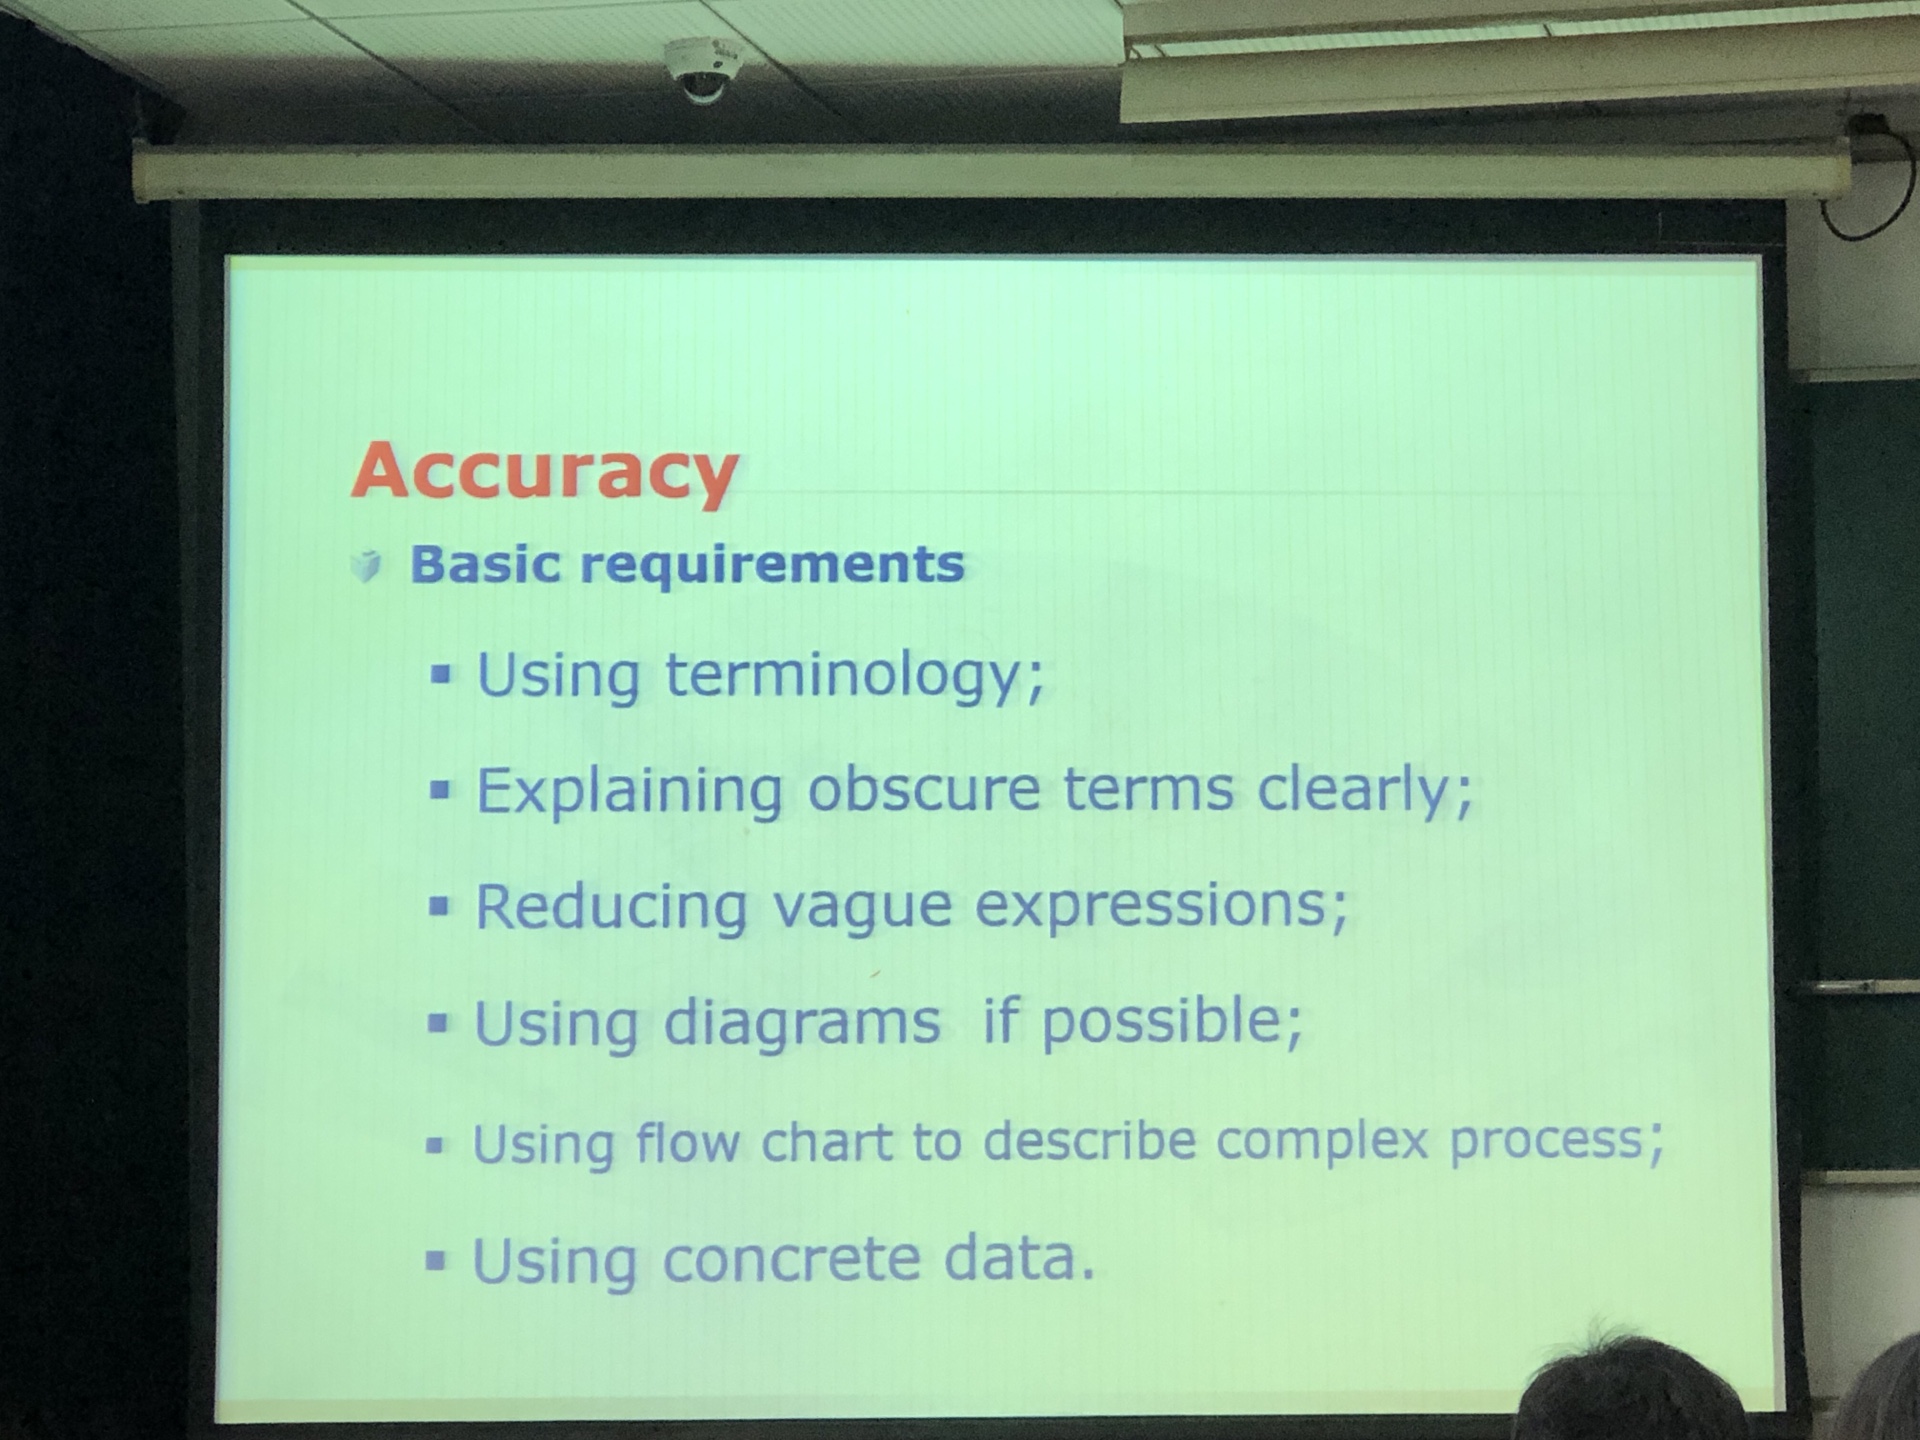 Accuracy
Basic requirements
▪ Using terminology;
▪ Explaining obscure terms clearly;
▪ Reducing vague expressions;
▪ Using diagrams  if possible;
▪ Using flow chart to describe complex process;
▪ Using concrete data.